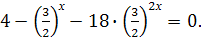 4 − (3/2)^x − 18 · (3/2)^{2x} = 0.